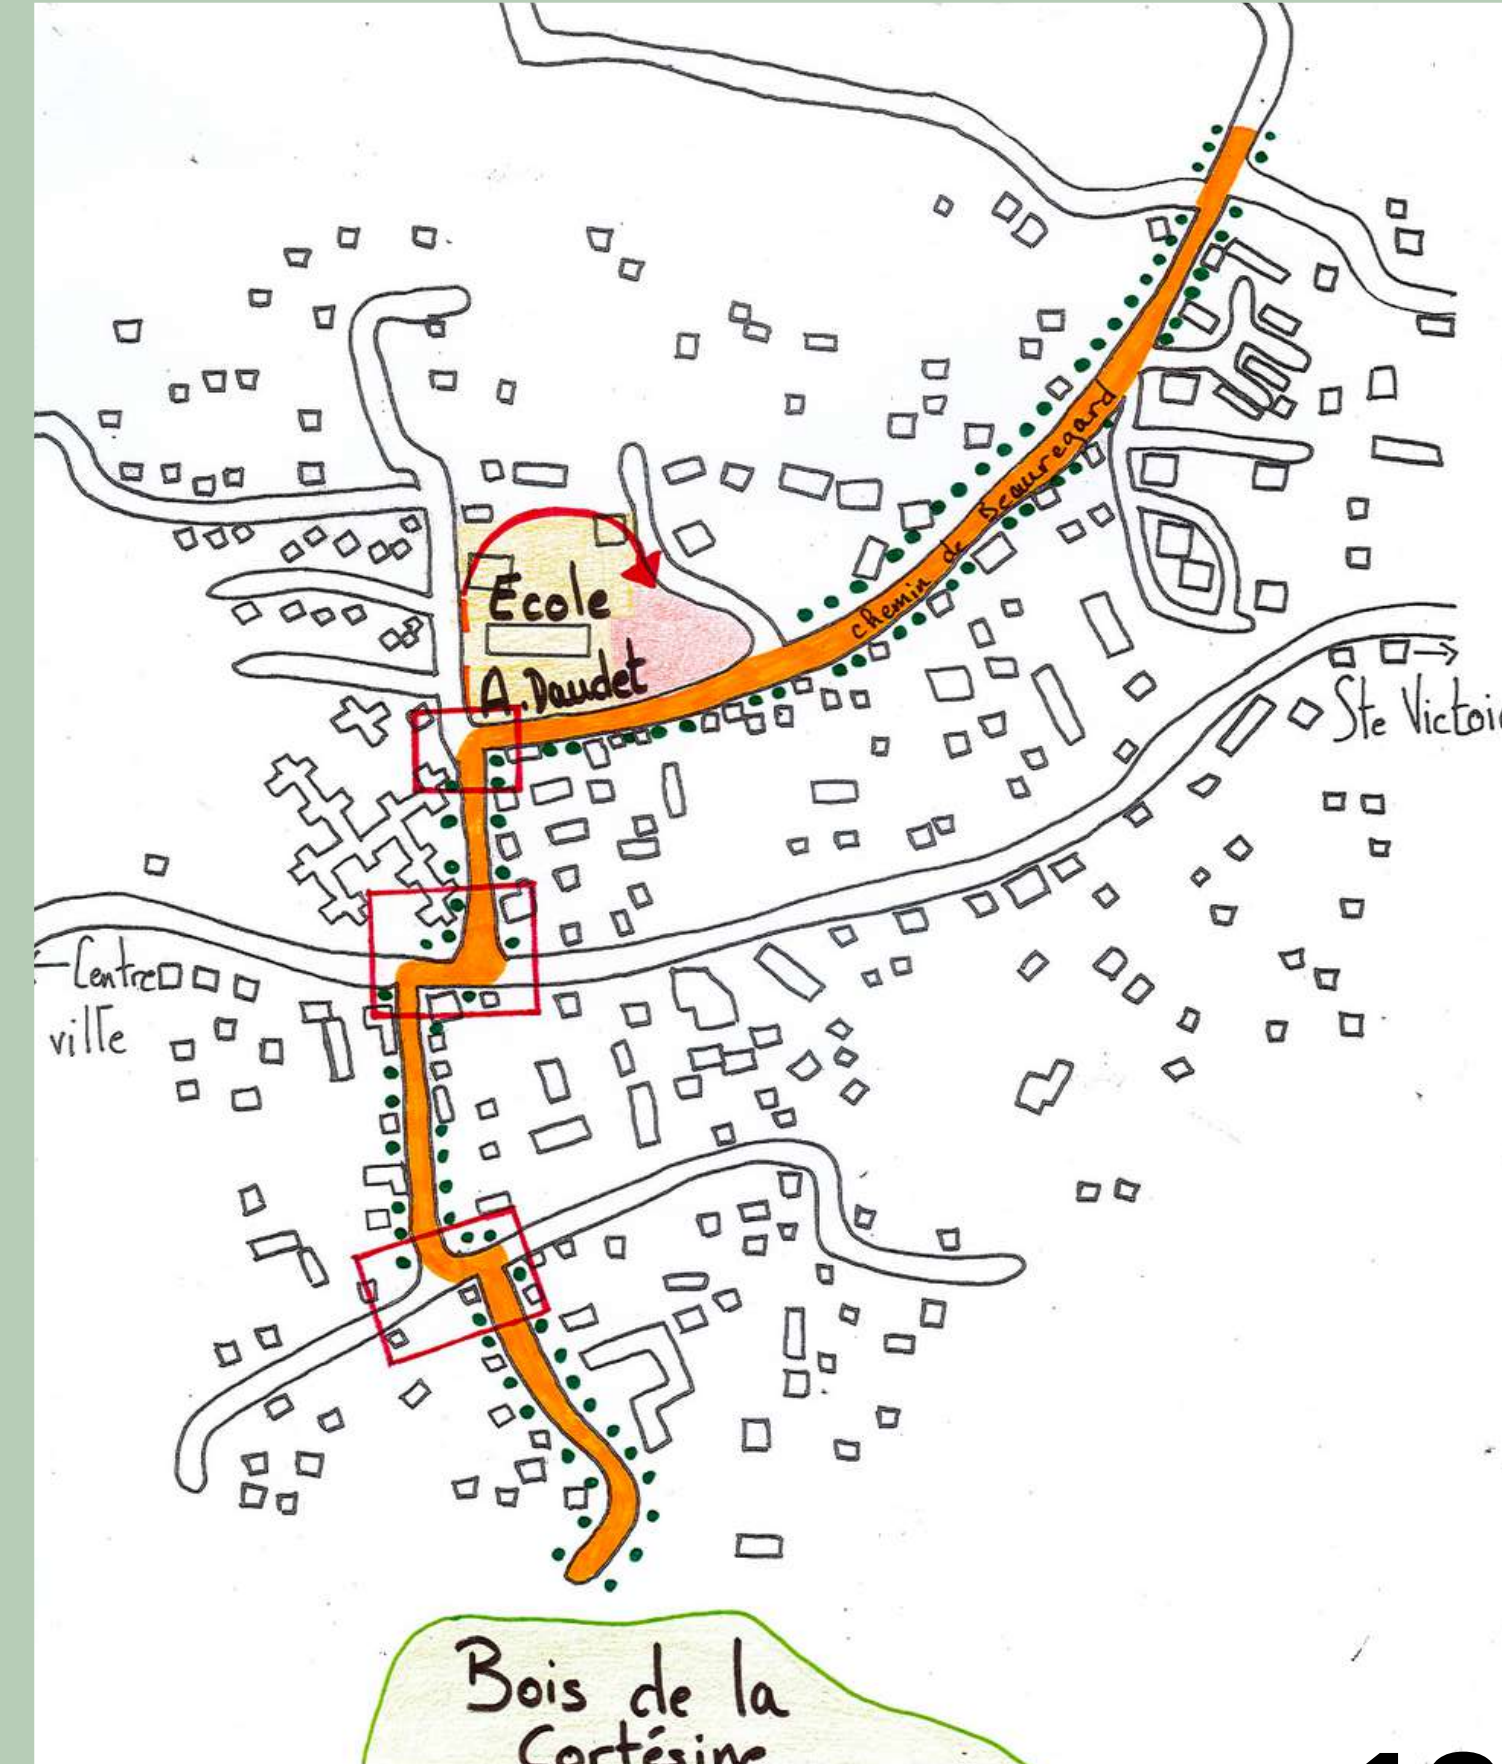 chemin de Beauregard
Ecole
A. Daudet
Ste Victoi
Centre
ville
Bois de la
Cortésine